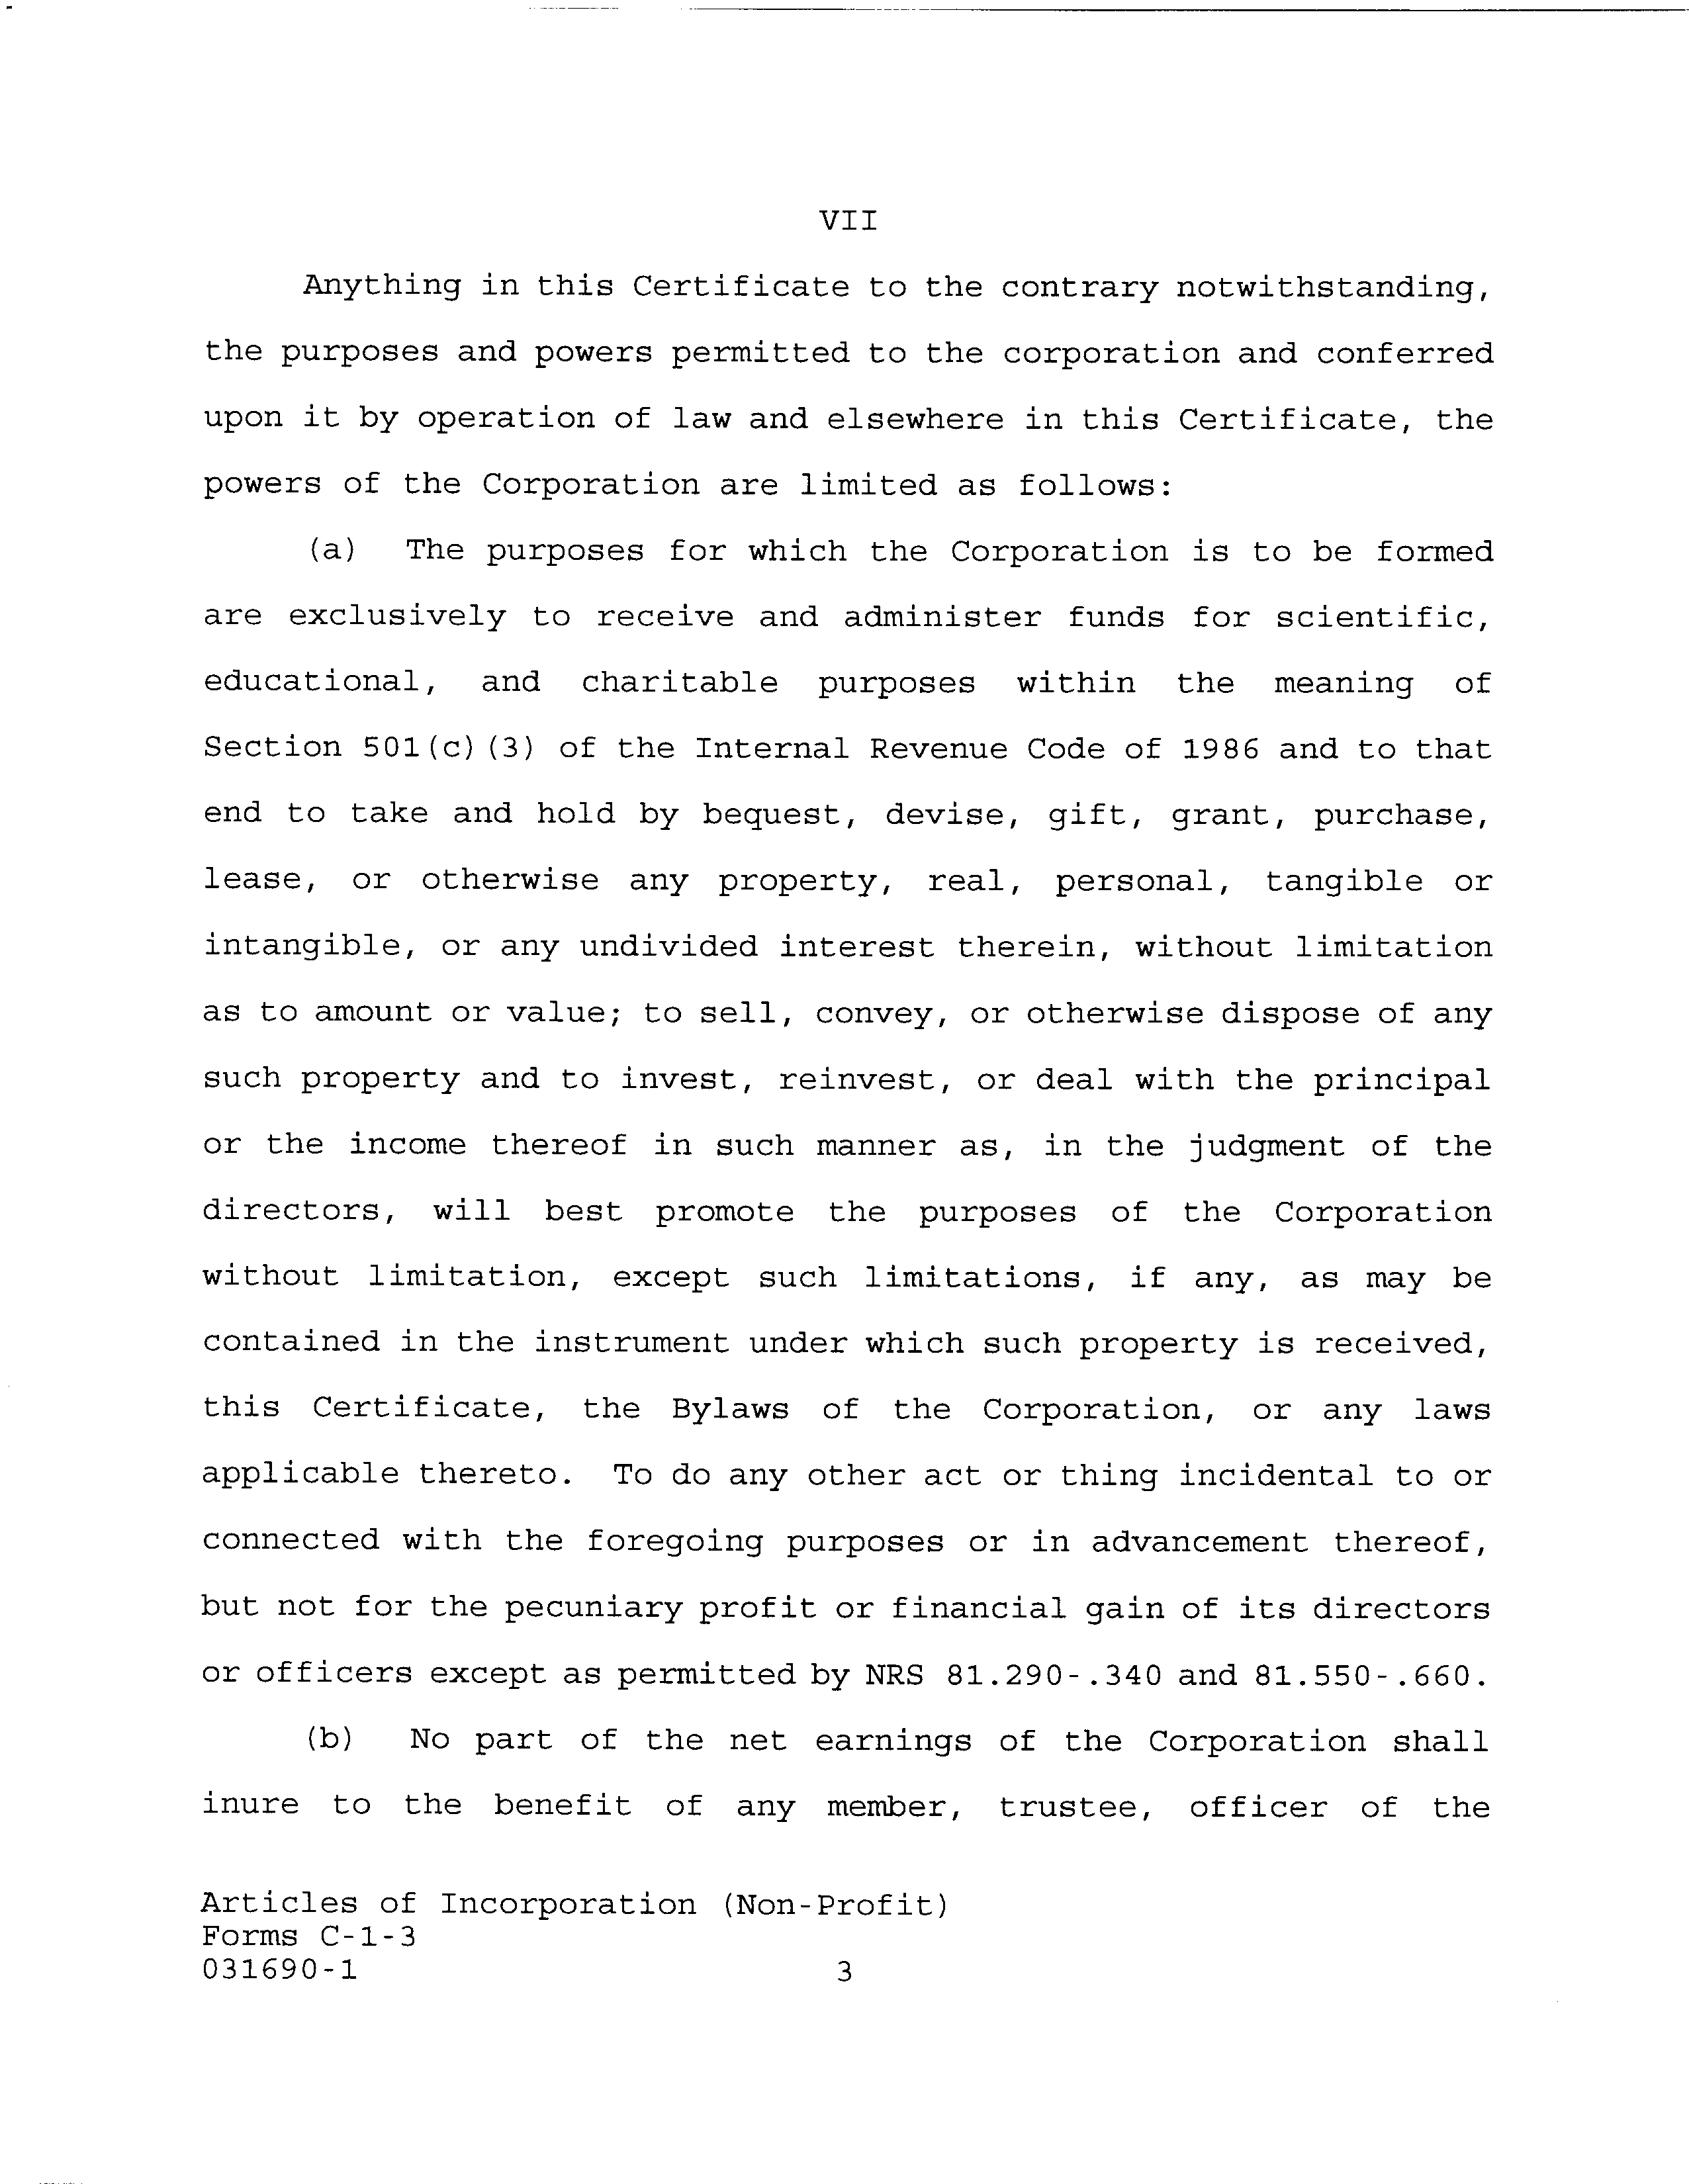 VII
Anything in this Certificate to the contrary notwithstanding,
the purposes and powers permitted to the corporation and conferred
upon it by operation of law and elsewhere in this Certificate, the
powers of the Corporation are limited as follows:
(a) The purposes for which the Corporation is to be formed
are exclusively to receive and administer funds for scientific,
educational, and charitable purposes within the meaning of
Section 501(c)(3) of the Internal Revenue Code of 1986 and to that
end to take and hold by bequest, devise, gift, grant, purchase,
lease, or otherwise any property, real, personal, tangible or
intangible, or any undivided interest therein, without limitation
as to amount or value; to sell, convey, or otherwise dispose of any
such property and to invest, reinvest, or deal with the principal
or the income thereof in such manner as, in the judgment of the
directors, will best promote the purposes of the Corporation
without limitation, except such limitations, if any, as may be
contained in the instrument under which such property is received,
this Certificate, the Bylaws of the Corporation, or any laws
applicable thereto. To do any other act or thing incidental to or
connected with the foregoing purposes or in advancement thereof,
but not for the pecuniary profit or financial gain of its directors
or officers except as permitted by NRS 81.290-.340 and 81.550-.660.
(b) No part of the net earnings of the Corporation shall
inure to the benefit of any member, trustee, officer of the
Articles of Incorporation (Non-Profit)
Forms C-1-3
031690-1 3